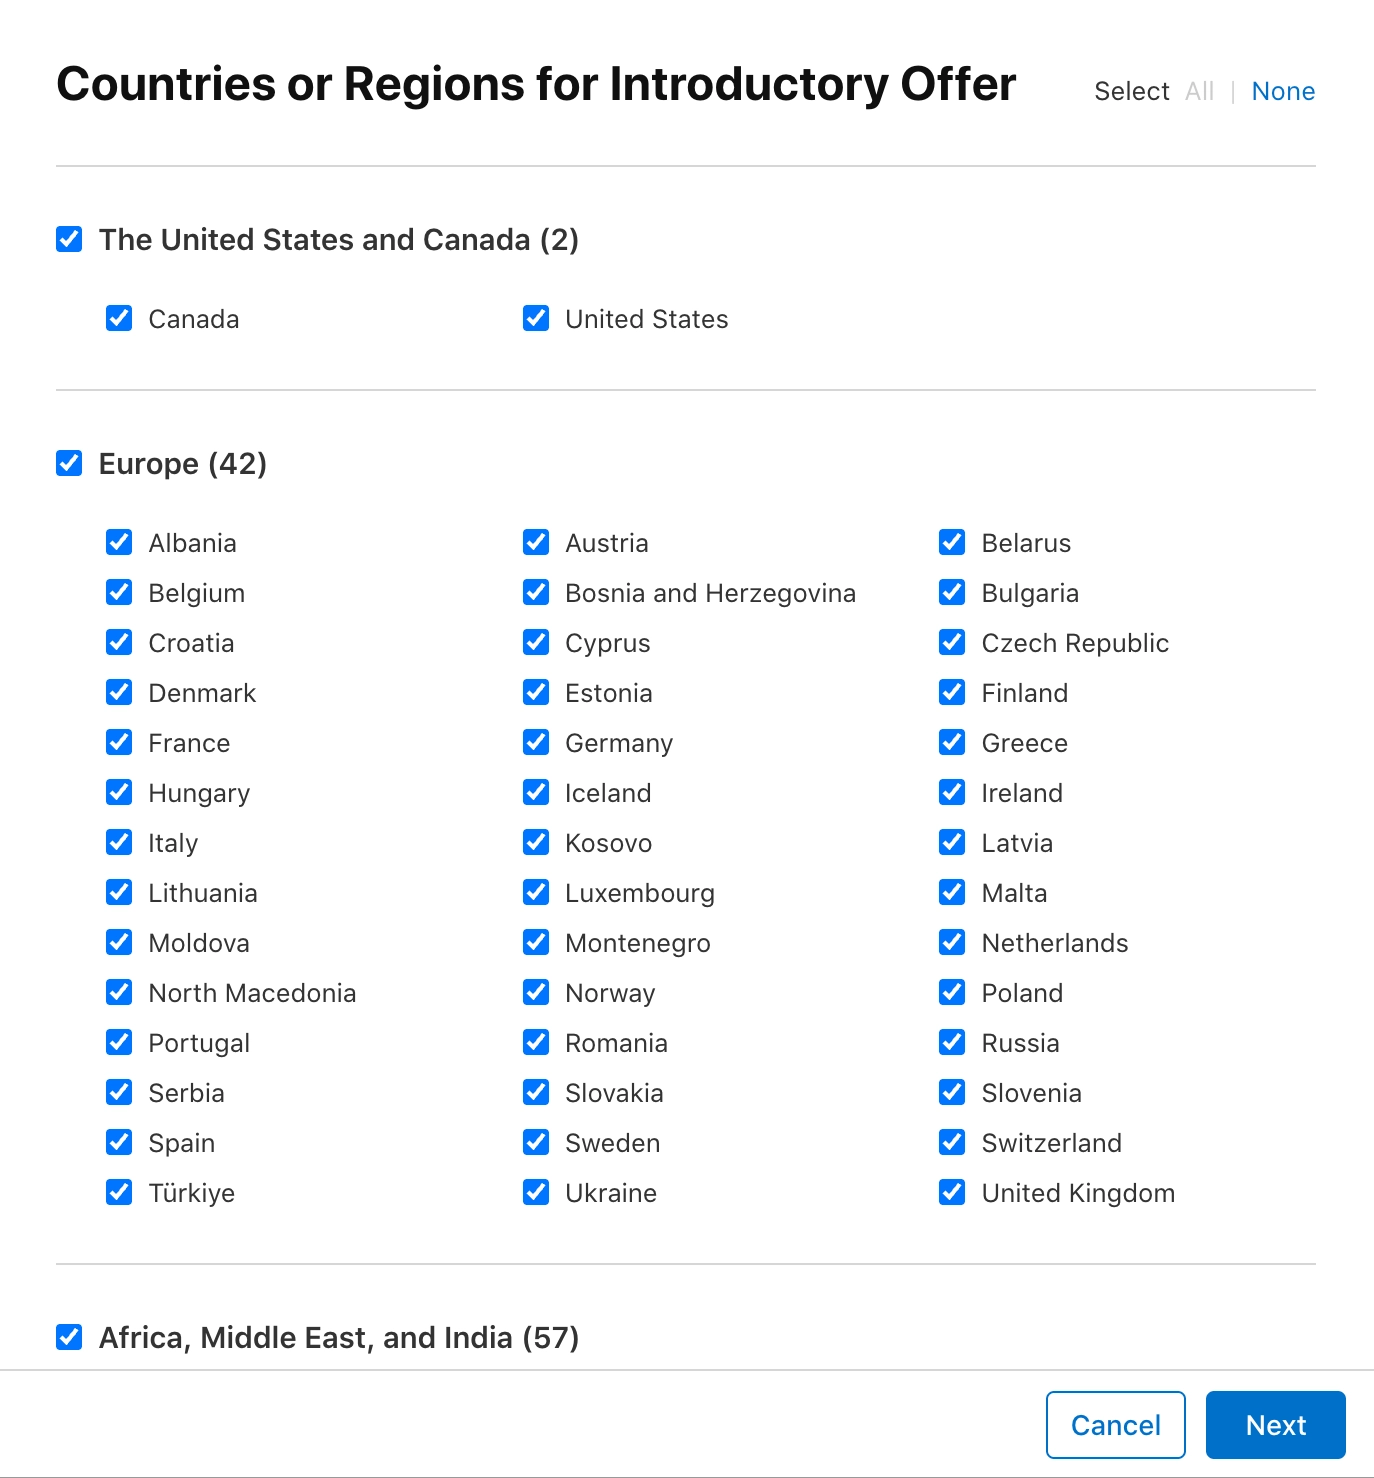 Countries or Regions for Introductory Offer Select All | None
The United States and Canada (2)
Canada United States
Europe (42)
Albania Austria Belarus
Belgium Bosnia and Herzegovina Bulgaria
Croatia Cyprus Czech Republic
Denmark Estonia Finland
France Germany Greece
Hungary Iceland Ireland
Italy Kosovo Latvia
Lithuania Luxembourg Malta
Moldova Montenegro Netherlands
North Macedonia Norway Poland
Portugal Romania Russia
Serbia Slovakia Slovenia
Spain Sweden Switzerland
Türkiye Ukraine United Kingdom
Africa, Middle East, and India (57)
Cancel Next